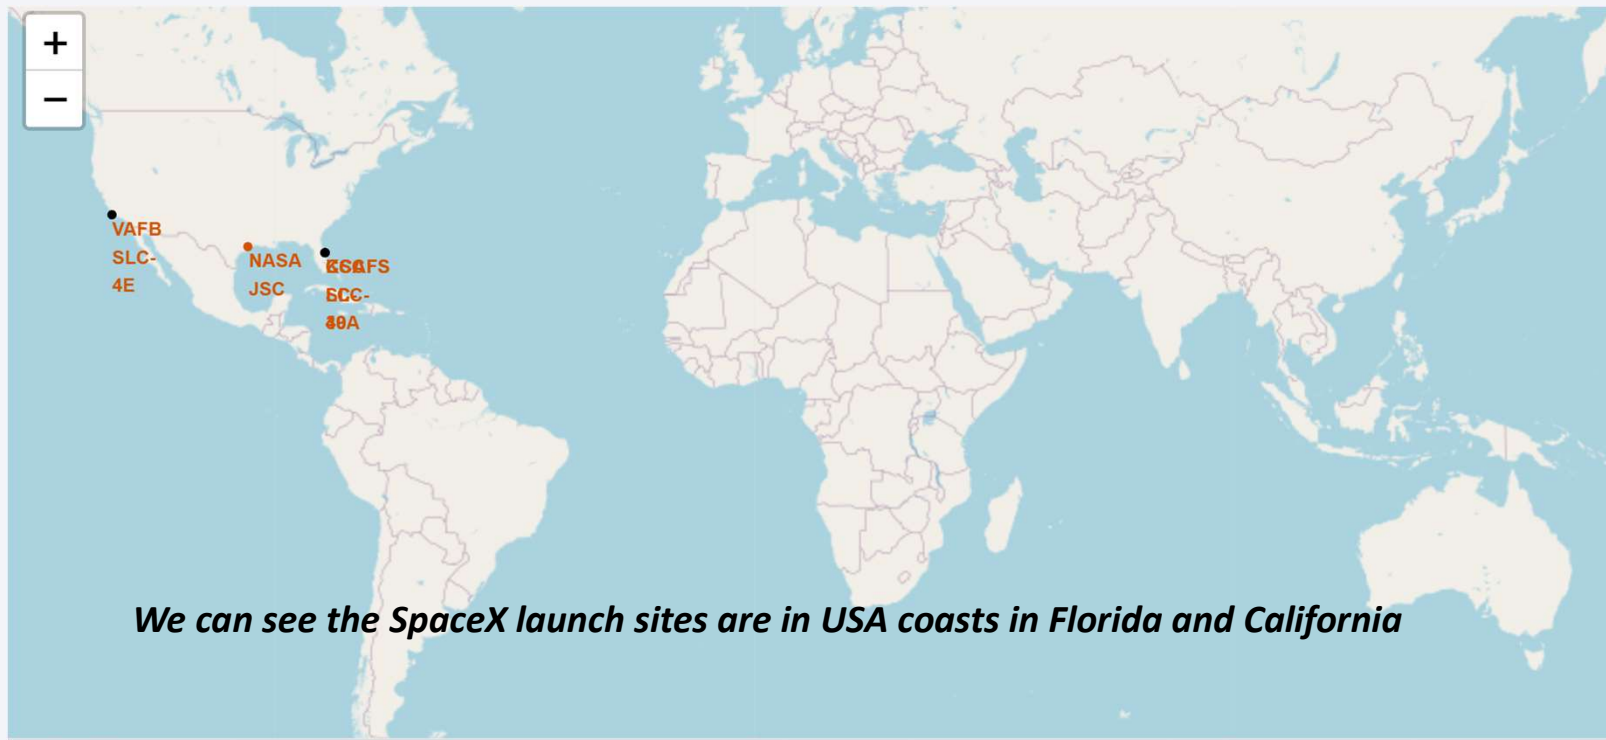 +
−
VAFB
SLC-
4E
NASA
JSC
We can see the SpaceX launch sites are in USA coasts in Florida and California